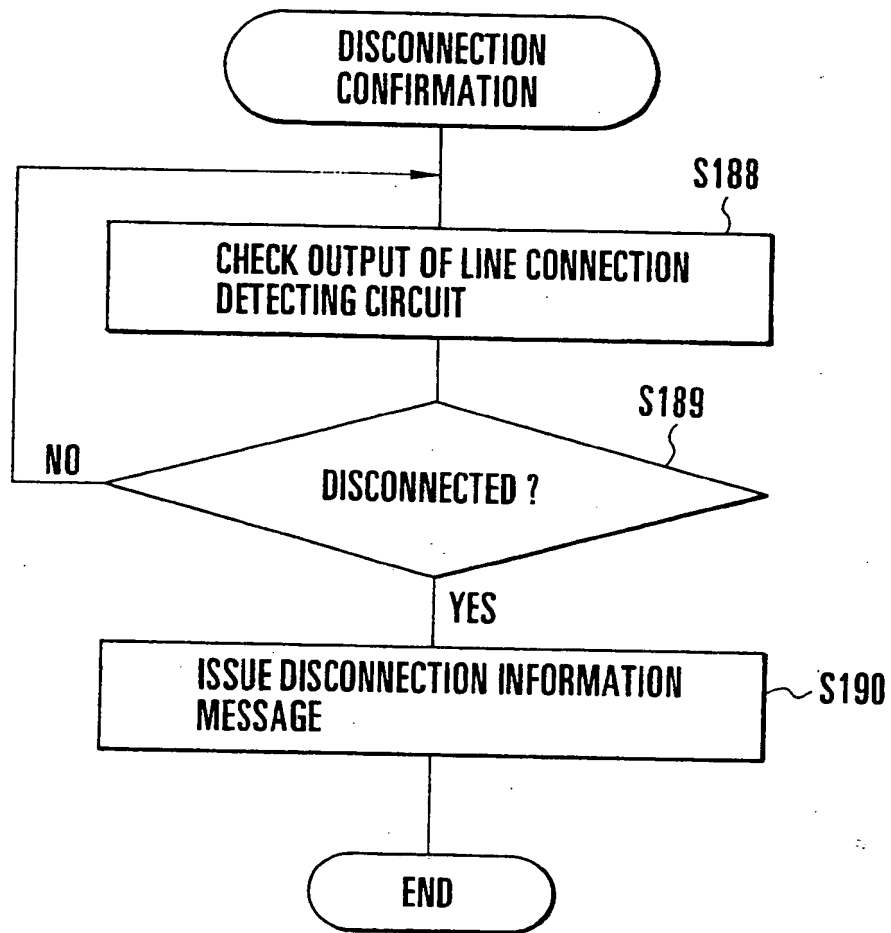 DISCONNECTION
CONFIRMATION
S188
CHECK OUTPUT OF LINE CONNECTION
DETECTING CIRCUIT
S189
NO
DISCONNECTED ?
YES
ISSUE DISCONNECTION INFORMATION
MESSAGE
S190
END